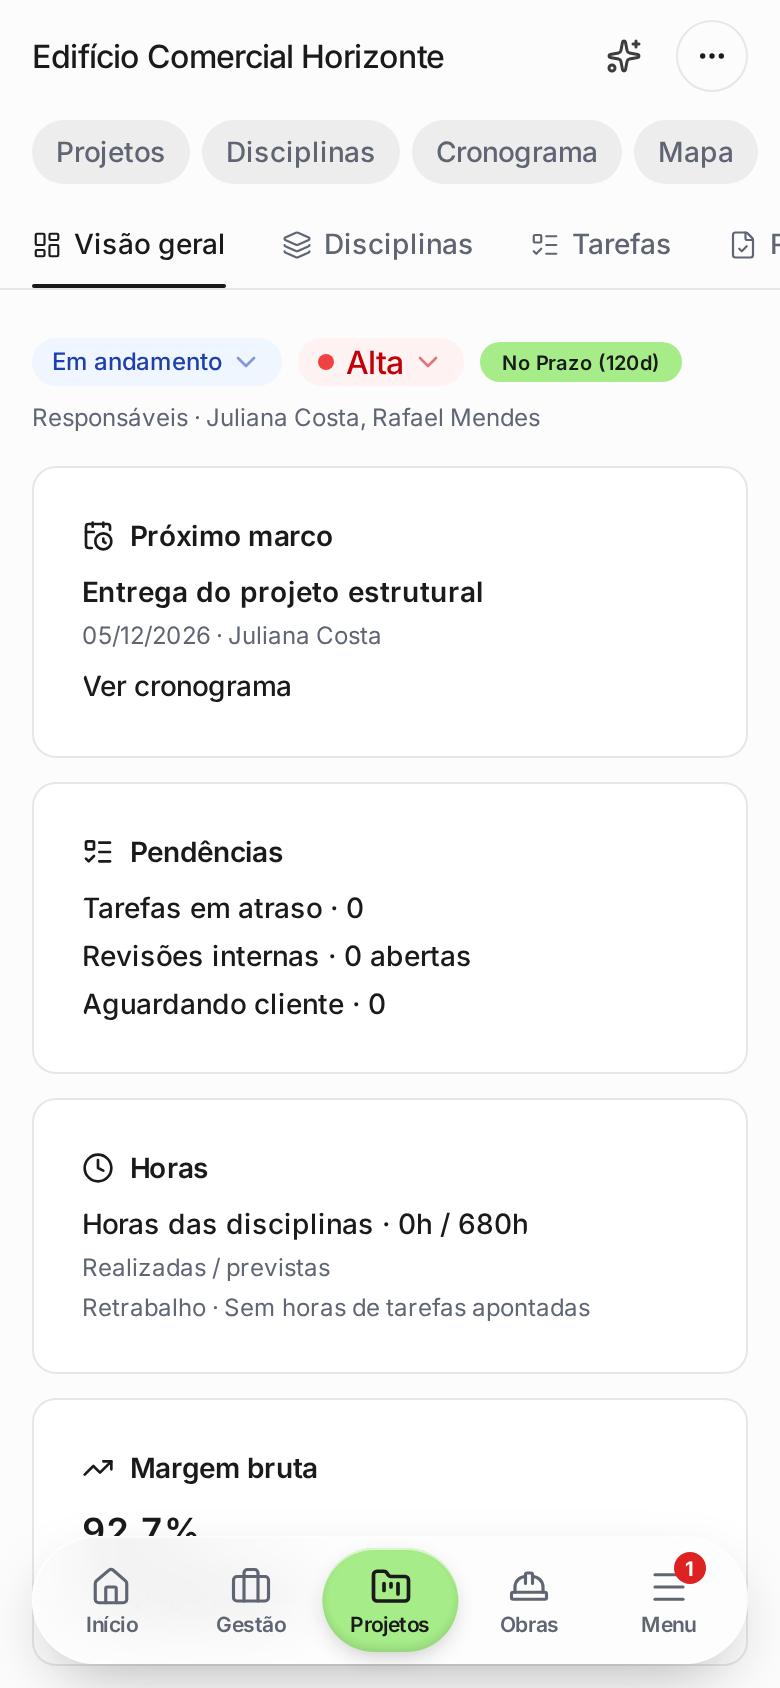 Edifício Comercial Horizonte
Projetos Disciplinas Cronograma Mapa
Visão geral Disciplinas Tarefas
Em andamento Alta No Prazo (120d)
Responsáveis · Juliana Costa, Rafael Mendes
Próximo marco
Entrega do projeto estrutural
05/12/2026 · Juliana Costa
Ver cronograma
Pendências
Tarefas em atraso · 0
Revisões internas · 0 abertas
Aguardando cliente · 0
Horas
Horas das disciplinas · 0h / 680h
Realizadas / previstas
Retrabalho · Sem horas de tarefas apontadas
Margem bruta
92,7%
1
Início Gestão Projetos Obras Menu